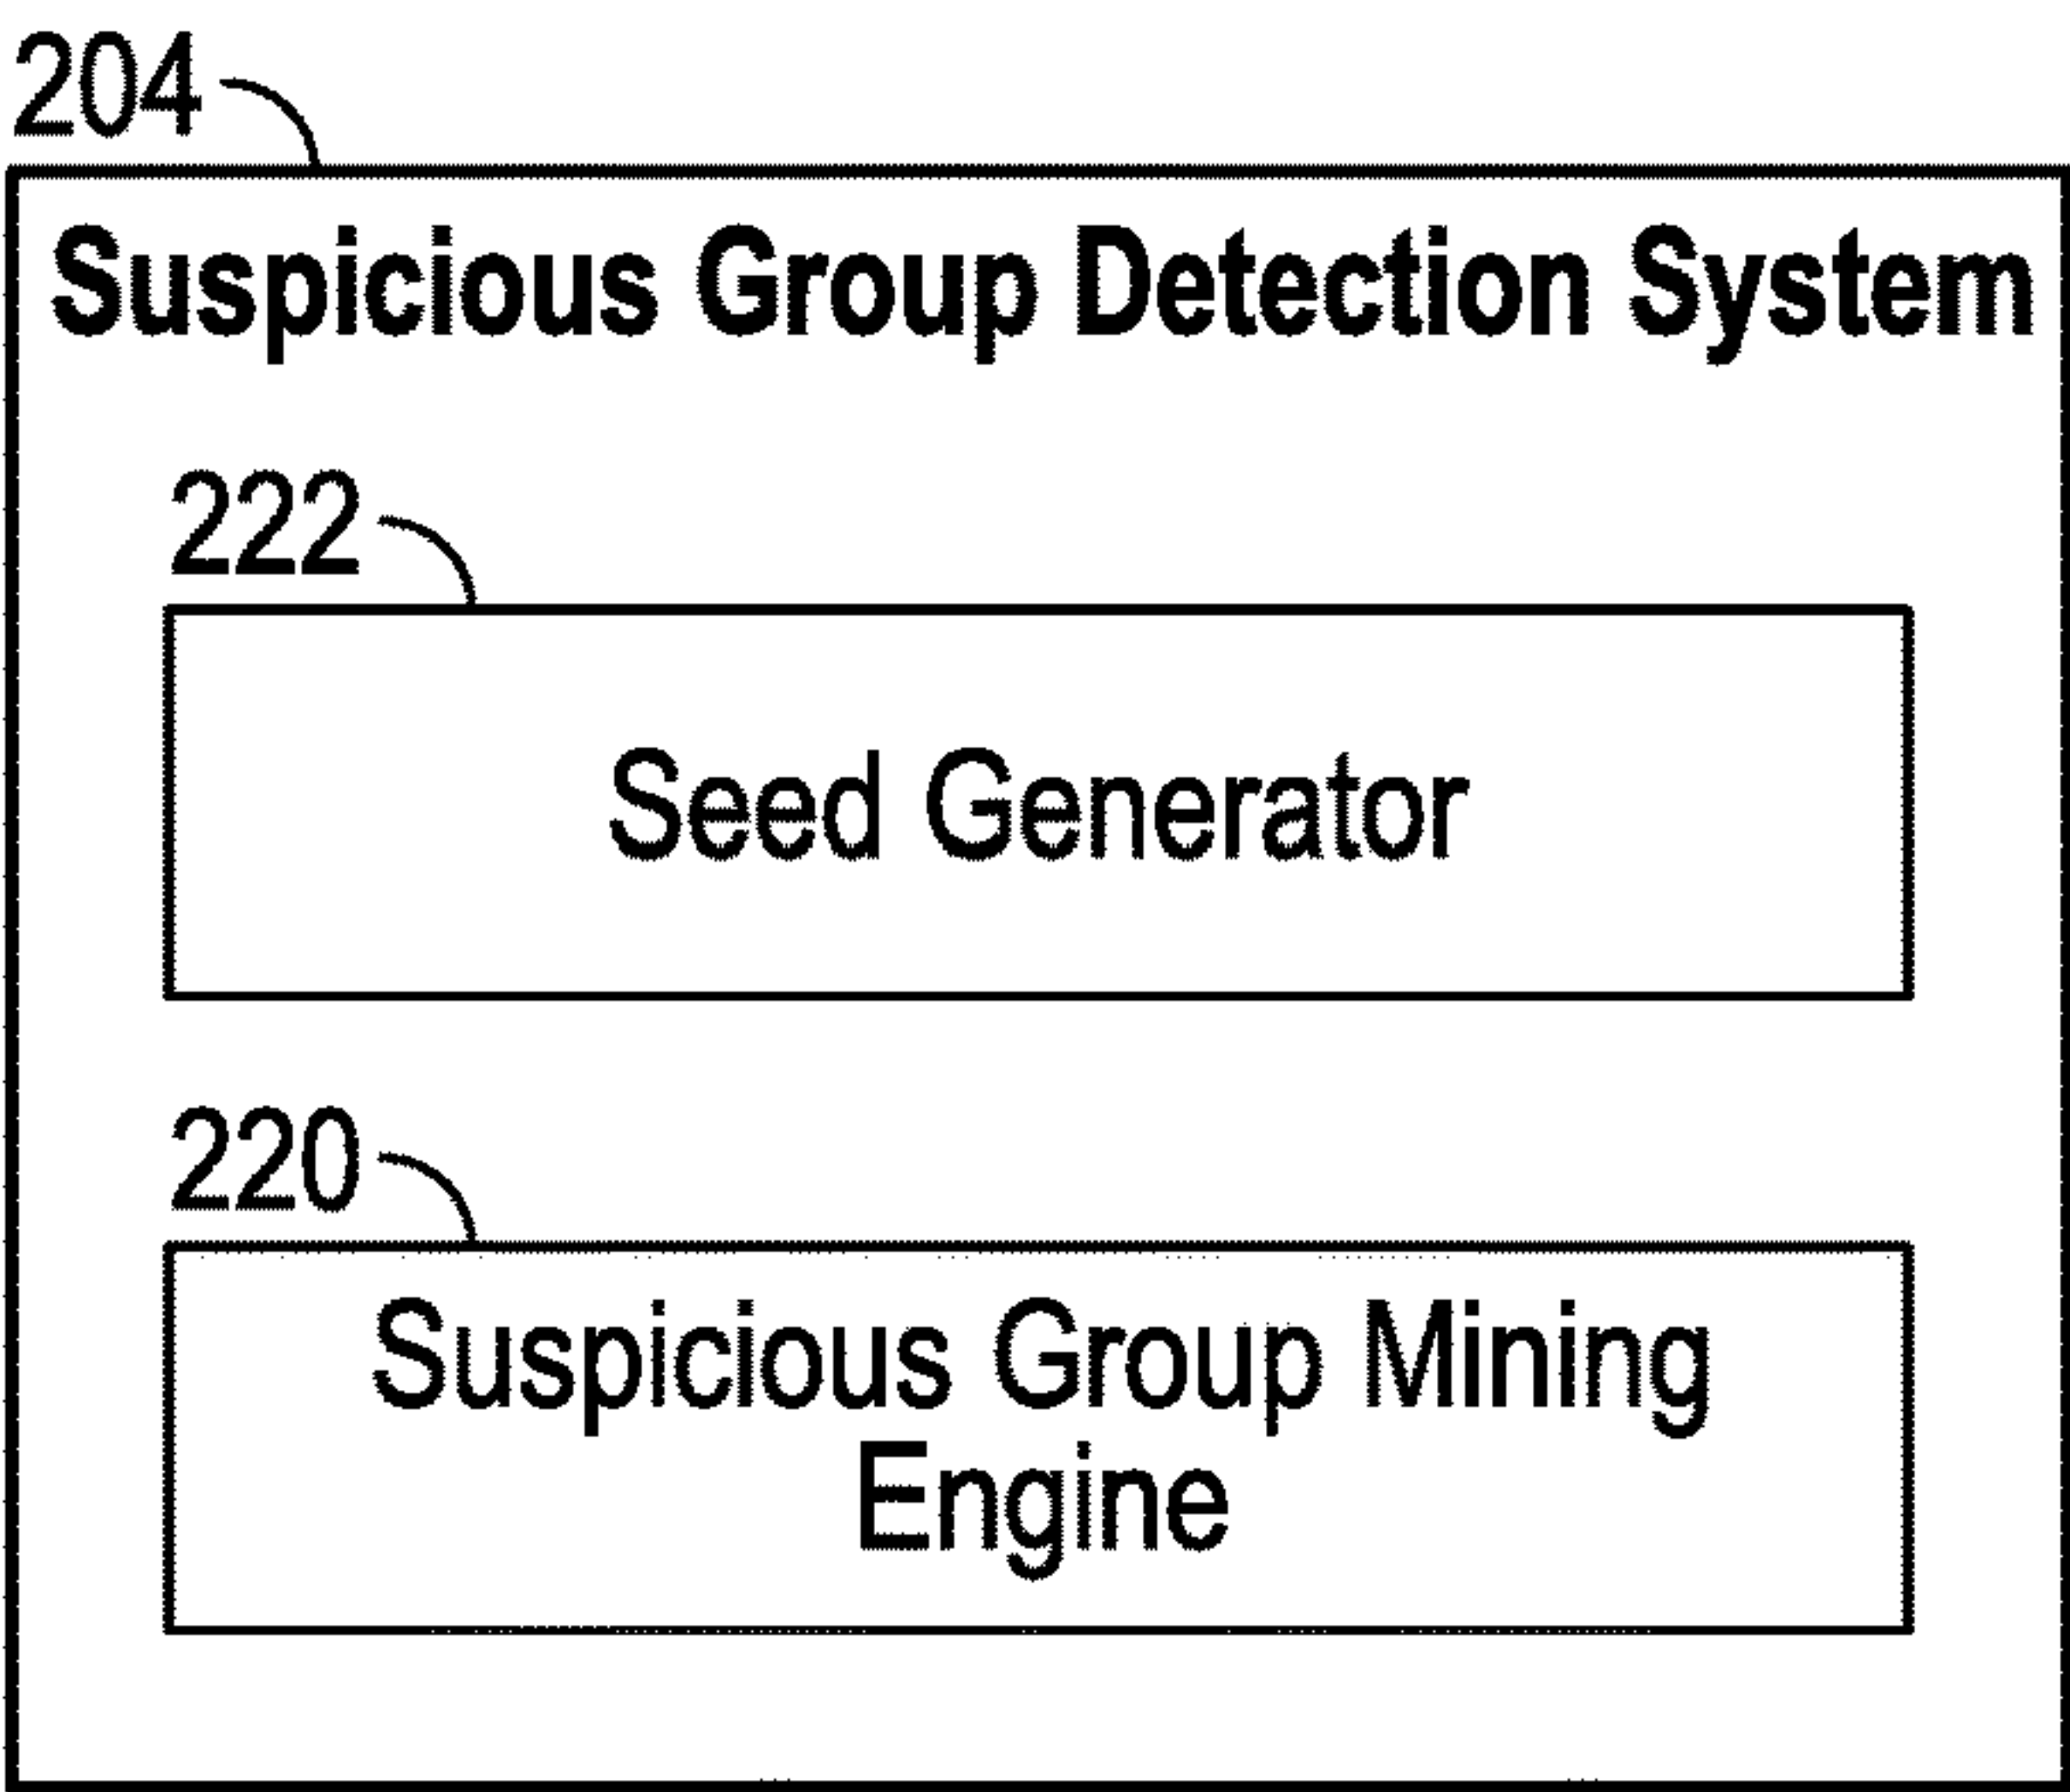 204
Suspicious Group Detection System
222
Seed Generator
220
Suspicious Group Mining
Engine